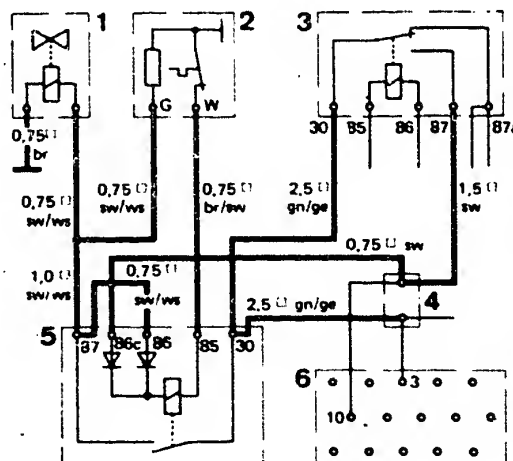 1 2 3
G W
30 85 86 87 87a
0,75 □
br
0,75 □
sw/ws
0,75 □
sw/ws
0,75 □
br/sw
2,5 □
gn/ge
1,5 □
sw
0,75 □ sw
1,0 □
sw/ws
0,75 □
sw/ws
2,5 □ gn/ge
4
5 87 86c 86 85 30
6
3
10